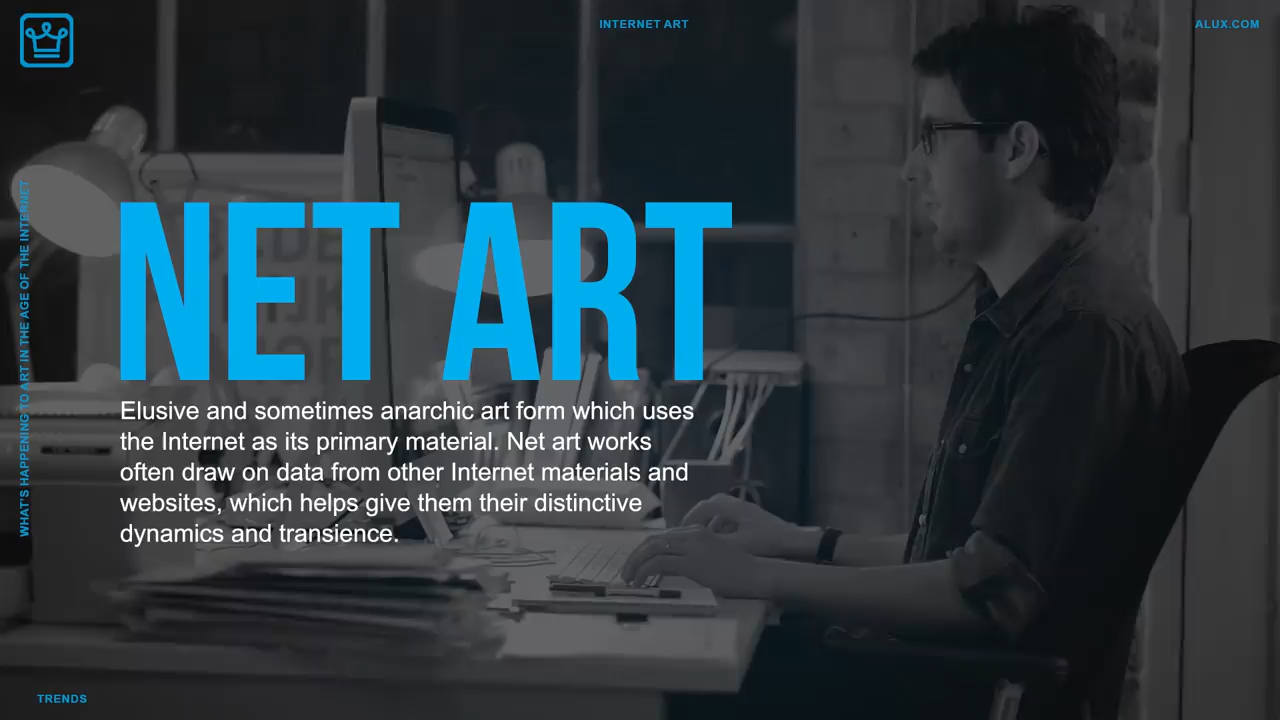 INTERNET ART
ALUX.COM
WHAT'S HAPPENING TO ART IN THE AGE OF THE INTERNET
NET ART
Elusive and sometimes anarchic art form which uses
the Internet as its primary material. Net art works
often draw on data from other Internet materials and
websites, which helps give them their distinctive
dynamics and transience.
TRENDS